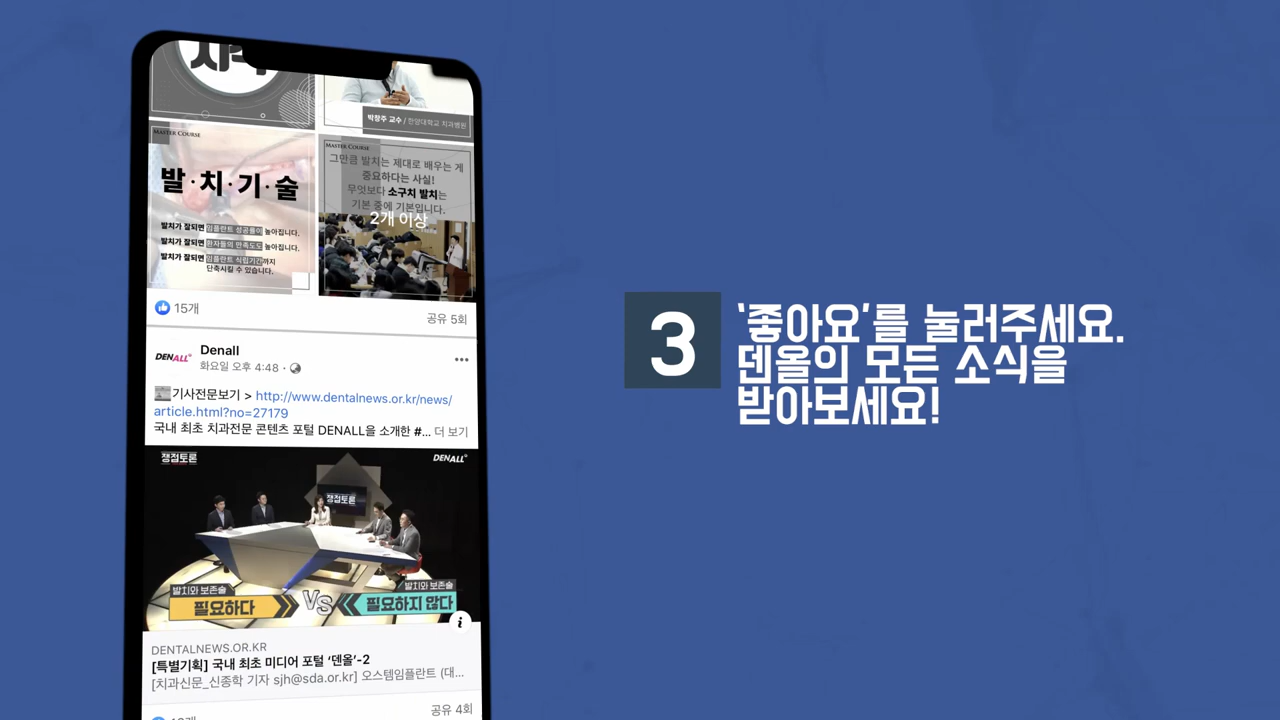 박창주 교수 / 한양대학교 치과병원
MASTER COURSE
발·치·기·술
발치가 잘되면 임플란트 성공률이 높아집니다.
발치가 잘되면 환자들의 만족도도 높아집니다.
발치가 잘되면 임플란트 식립기간까지
단축시킬 수 있습니다.
MASTER COURSE
그만큼 발치는 제대로 배우는 게
중요하다는 사실!
무엇보다 소구치 발치는
기본 중에 기본입니다.
2개 이상
15개
공유 5회
DENALL
Denall
화요일 오후 4:48 ·
기사전문보기 > http://www.dentalnews.or.kr/news/
article.html?no=27179
국내 최초 치과전문 콘텐츠 포털 DENALL을 소개한 #... 더 보기
쟁점토론
DENALL
쟁점토론
발치와 보존술
필요하다
VS
발치와 보존술
필요하지 않다
DENTALNEWS.OR.KR
[특별기획] 국내 최초 미디어 포털 '덴올'-2
[치과신문_신종학 기자 sjh@sda.or.kr] 오스템임플란트 (대...
공유 4회
3
'좋아요'를 눌러주세요.
덴올의 모든 소식을
받아보세요!